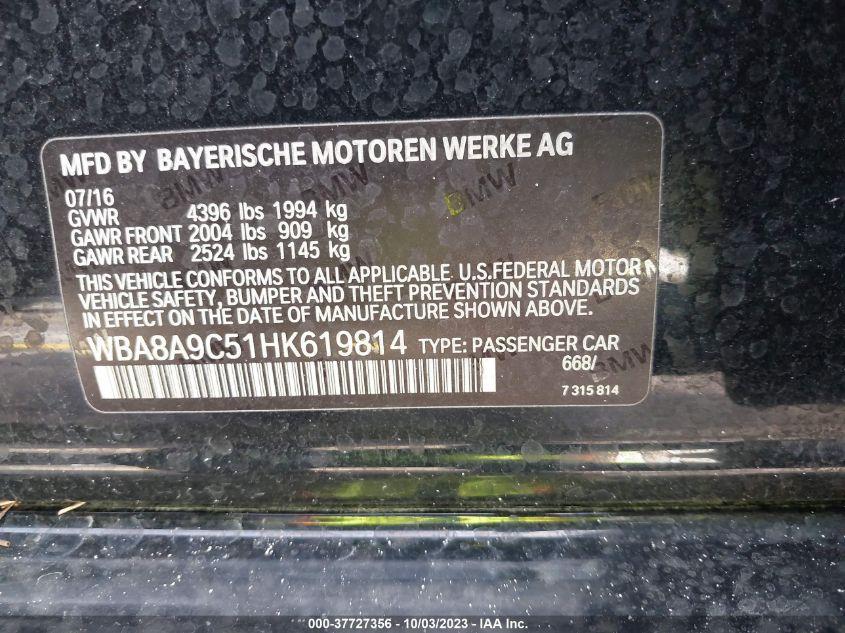 MFD BY BAYERISCHE MOTOREN WERKE AG
07/16
GVWR 4396 lbs 1994 kg
GAWR FRONT 2004 lbs 909 kg
GAWR REAR 2524 lbs 1145 kg
THIS VEHICLE CONFORMS TO ALL APPLICABLE U.S.FEDERAL MOTOR
VEHICLE SAFETY, BUMPER AND THEFT PREVENTION STANDARDS
IN EFFECT ON THE DATE OF MANUFACTURE SHOWN ABOVE.
WBA8A9C51HK619814 TYPE: PASSENGER CAR
668/
7 315 814
BMW
BMW
BMW
000-37727356 - 10/03/2023 - IAA Inc.